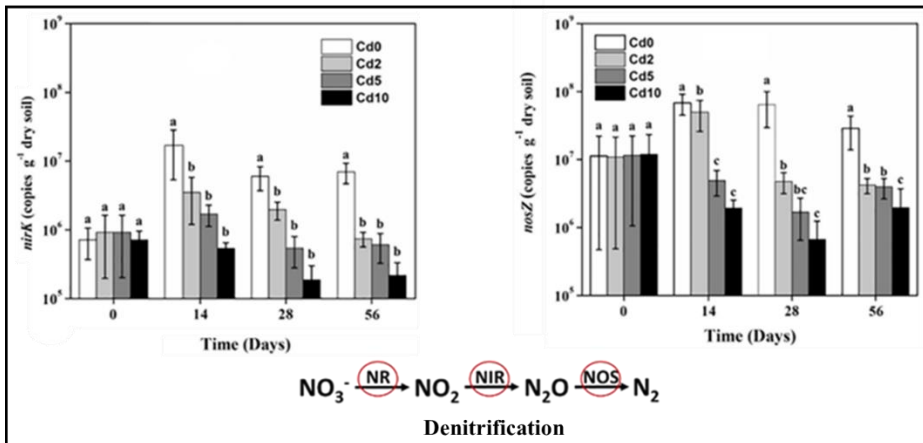 10⁹
10⁸
10⁷
10⁶
10⁵
nirK (copies g⁻¹ dry soil)
Cd0
Cd2
Cd5
Cd10
a a a a
a b b b
a b b b
a b b b
0 14 28 56
Time (Days)
10⁹
10⁸
10⁷
10⁶
10⁵
nosZ (copies g⁻¹ dry soil)
Cd0
Cd2
Cd5
Cd10
a a a a
a b c c
a b bc c
a b b b
0 14 28 56
Time (Days)
NO₃⁻ NR NO₂ NIR N₂O NOS N₂
Denitrification